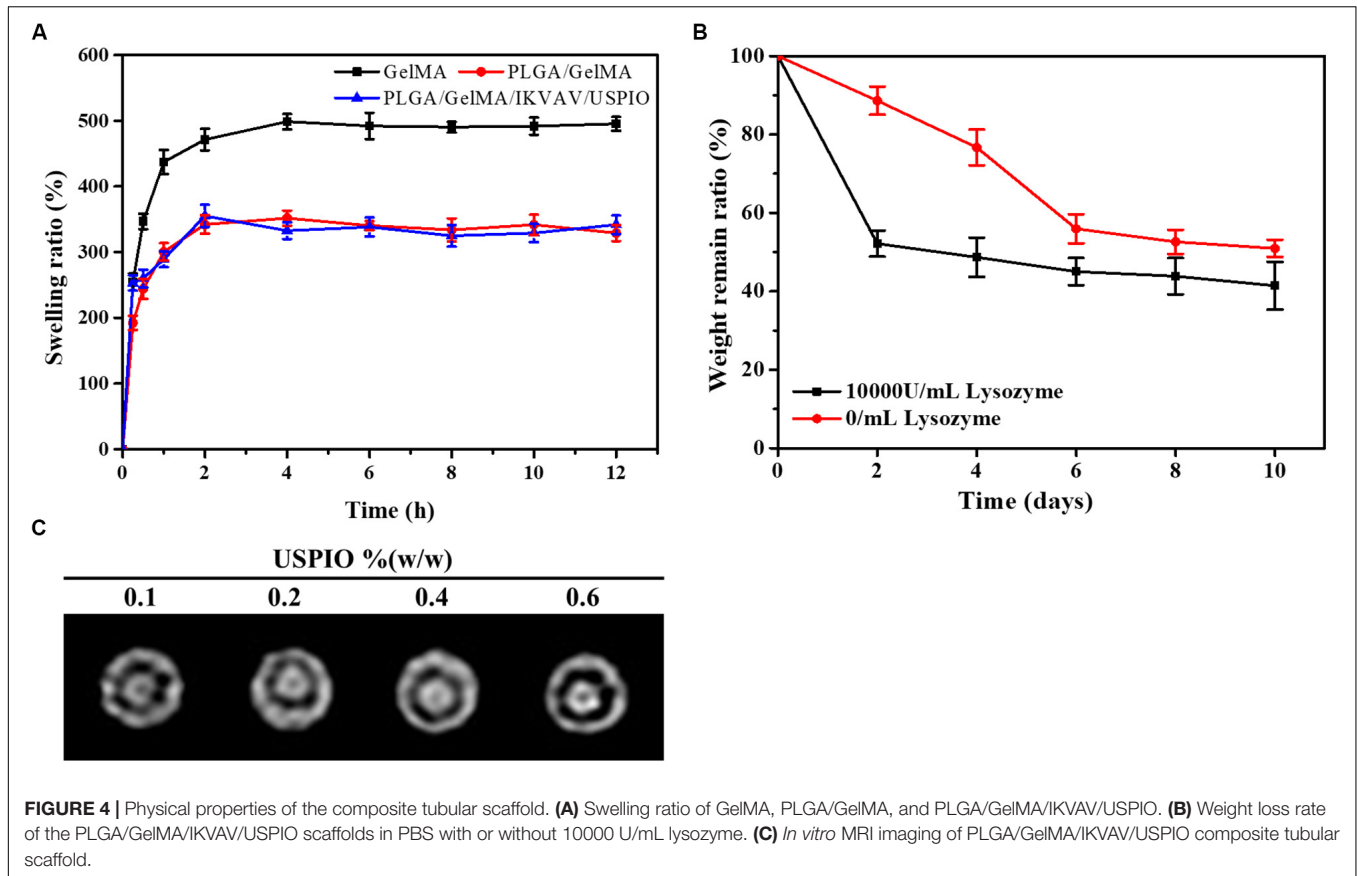 A
600
500
400
300
200
100
0
Swelling ratio (%)
GelMA PLGA/GelMA
PLGA/GelMA/IKVAV/USPIO
0 2 4 6 8 10 12
Time (h)
B
100
80
60
40
20
0
Weight remain ratio (%)
10000U/mL Lysozyme
0/mL Lysozyme
0 2 4 6 8 10
Time (days)
C
USPIO %(w/w)
0.1 0.2 0.4 0.6
FIGURE 4 | Physical properties of the composite tubular scaffold. (A) Swelling ratio of GelMA, PLGA/GelMA, and PLGA/GelMA/IKVAV/USPIO. (B) Weight loss rate
of the PLGA/GelMA/IKVAV/USPIO scaffolds in PBS with or without 10000 U/mL lysozyme. (C) In vitro MRI imaging of PLGA/GelMA/IKVAV/USPIO composite tubular
scaffold.